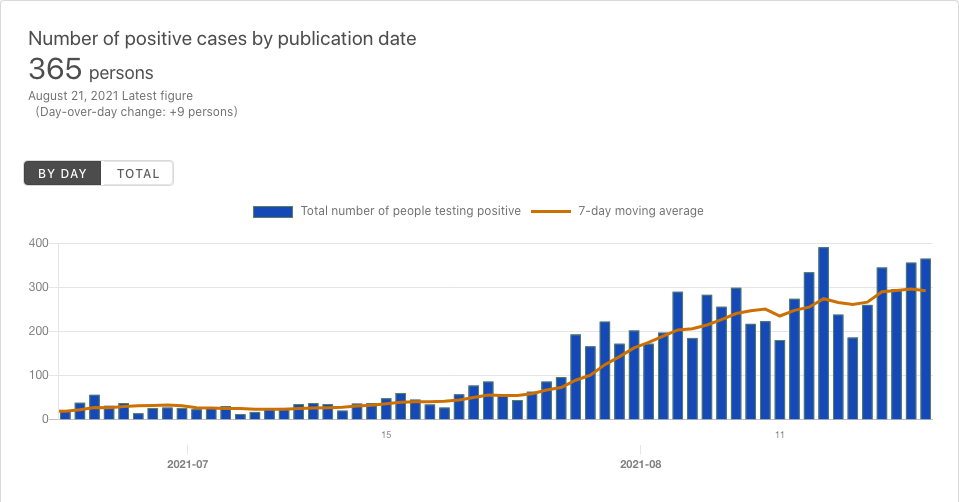 Number of positive cases by publication date
365 persons
August 21, 2021 Latest figure
(Day-over-day change: +9 persons)
BY DAY TOTAL
Total number of people testing positive 7-day moving average
400
300
200
100
0
15 11
2021-07 2021-08